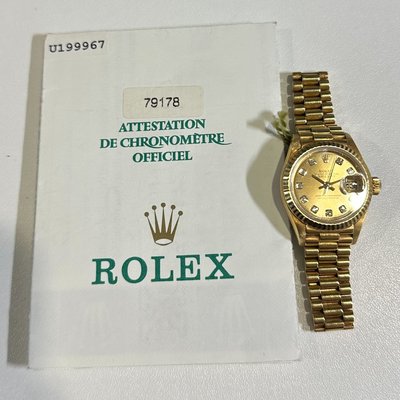 U199967
79178
ATTESTATION
DE CHRONOMÈTRE
OFFICIEL
ROLEX